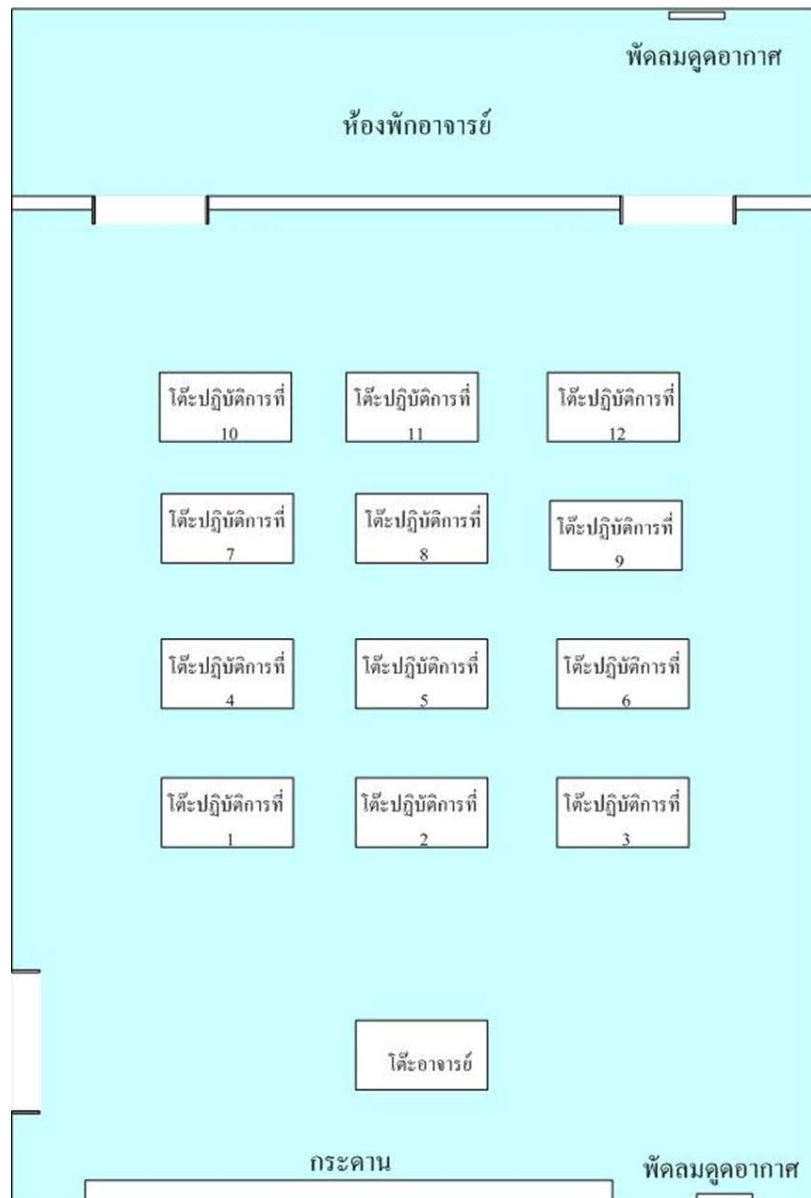 พัดลมดูดอากาศ
ห้องพักอาจารย์
โต๊ะปฏิบัติการที่
10
โต๊ะปฏิบัติการที่
11
โต๊ะปฏิบัติการที่
12
โต๊ะปฏิบัติการที่
7
โต๊ะปฏิบัติการที่
8
โต๊ะปฏิบัติการที่
9
โต๊ะปฏิบัติการที่
4
โต๊ะปฏิบัติการที่
5
โต๊ะปฏิบัติการที่
6
โต๊ะปฏิบัติการที่
1
โต๊ะปฏิบัติการที่
2
โต๊ะปฏิบัติการที่
3
โต๊ะอาจารย์
กระดาน
พัดลมดูดอากาศ